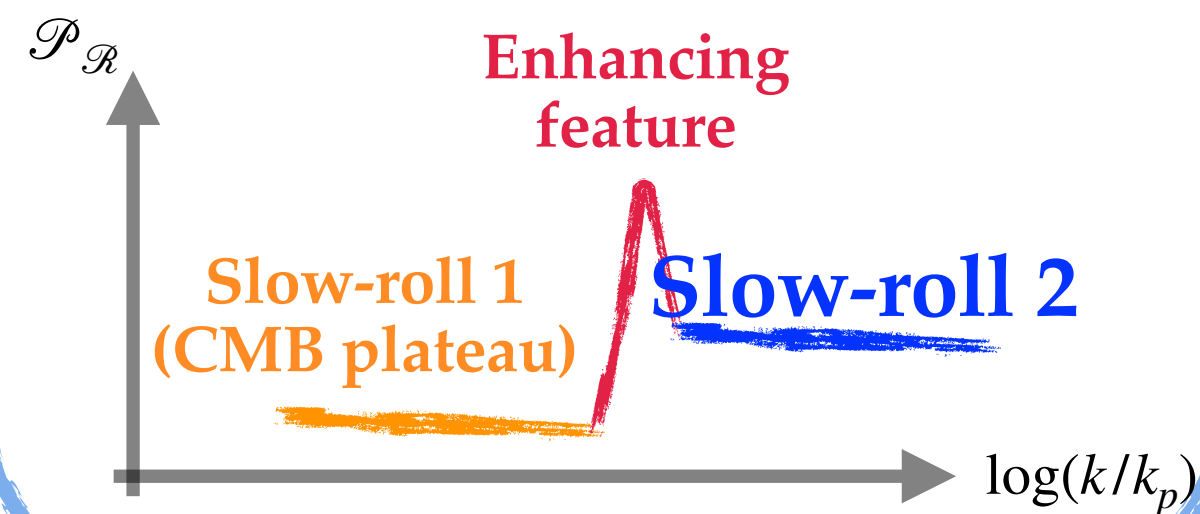 𝒫_ℛ
Enhancing
feature
Slow-roll 1
(CMB plateau)
Slow-roll 2
log(k/k_p)